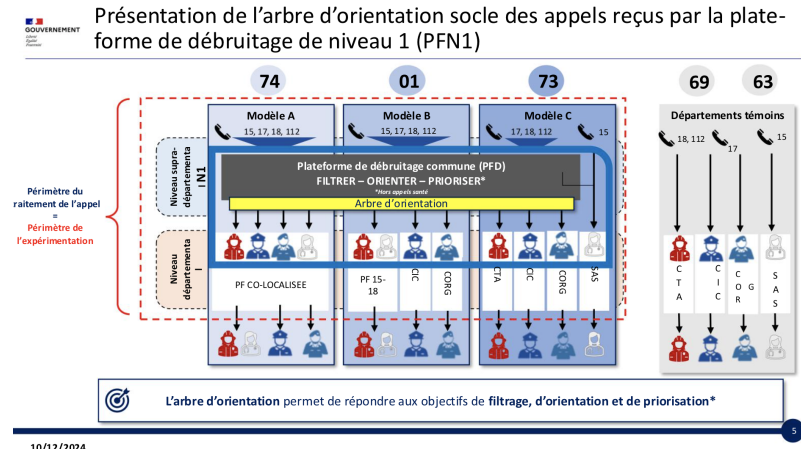 GOUVERNEMENT
Liberté
Égalité
Fraternité
Présentation de l’arbre d’orientation socle des appels reçus par la plate-
forme de débruitage de niveau 1 (PFN1)
74
01
73
69
63
Modèle A
Modèle B
Modèle C
Départements témoins
15, 17, 18, 112
15, 17, 18, 112
17, 18, 112
15
18, 112
17
15
Niveau supra-
départementa
l
N1
Plateforme de débruitage commune (PFD)
FILTRER – ORIENTER – PRIORISER*
*Hors appels santé
Arbre d’orientation
Périmètre du
raitement de l’appel
=
Périmètre de
l’expérimentation
Niveau
départementa
l
PF CO-LOCALISEE
PF 15-
18
CIC
CORG
CTA
CIC
CORG
SAS
C
T
A
C
I
C
C
O
R
G
S
A
S
L’arbre d’orientation permet de répondre aux objectifs de filtrage, d’orientation et de priorisation*
5
10/12/2024